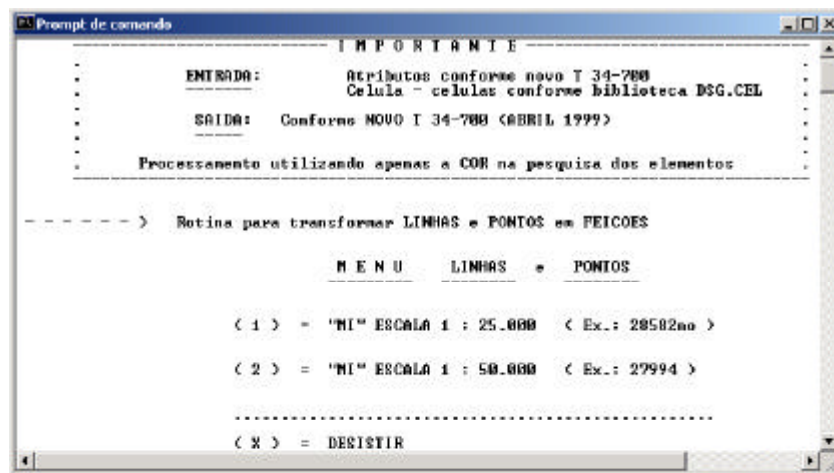 Prompt de comando
I M P O R T A N T E
ENTRADA: Atributos conforme novo T 34-700
Celula - celulas conforme biblioteca DSG.CEL
SAIDA: Conforme NOVO T 34-700 (ABRIL 1999)
Processamento utilizando apenas a COR na pesquisa dos elementos
- - - - - - > Rotina para transformar LINHAS e PONTOS em FEICOES
M E N U LINHAS e PONTOS
( 1 ) = "MI" ESCALA 1 : 25.000 ( Ex.: 28582no )
( 2 ) = "MI" ESCALA 1 : 50.000 ( Ex.: 27994 )
( X ) = DESISTIR